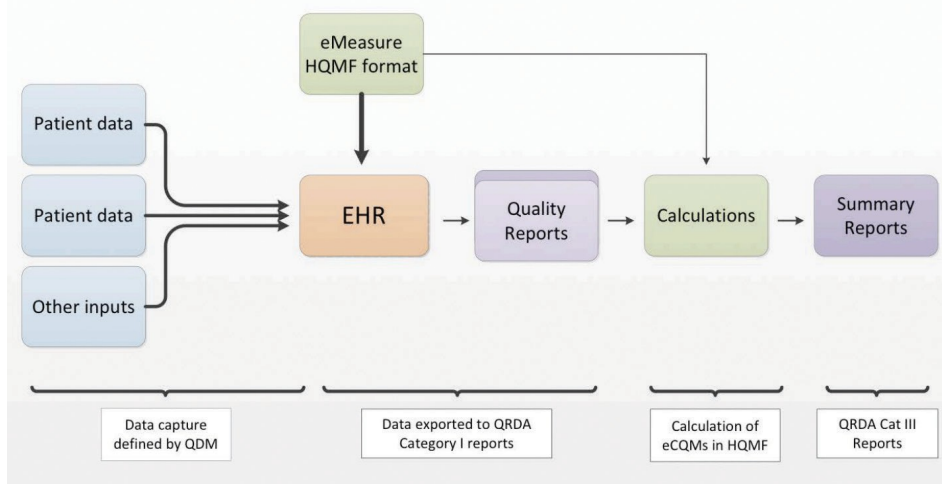 eMeasure
HQMF format
Patient data
Patient data
Other inputs
EHR
Quality
Reports
Calculations
Summary
Reports
Data capture
defined by QDM
Data exported to QRDA
Category I reports
Calculation of
eCQMs in HQMF
QRDA Cat III
Reports